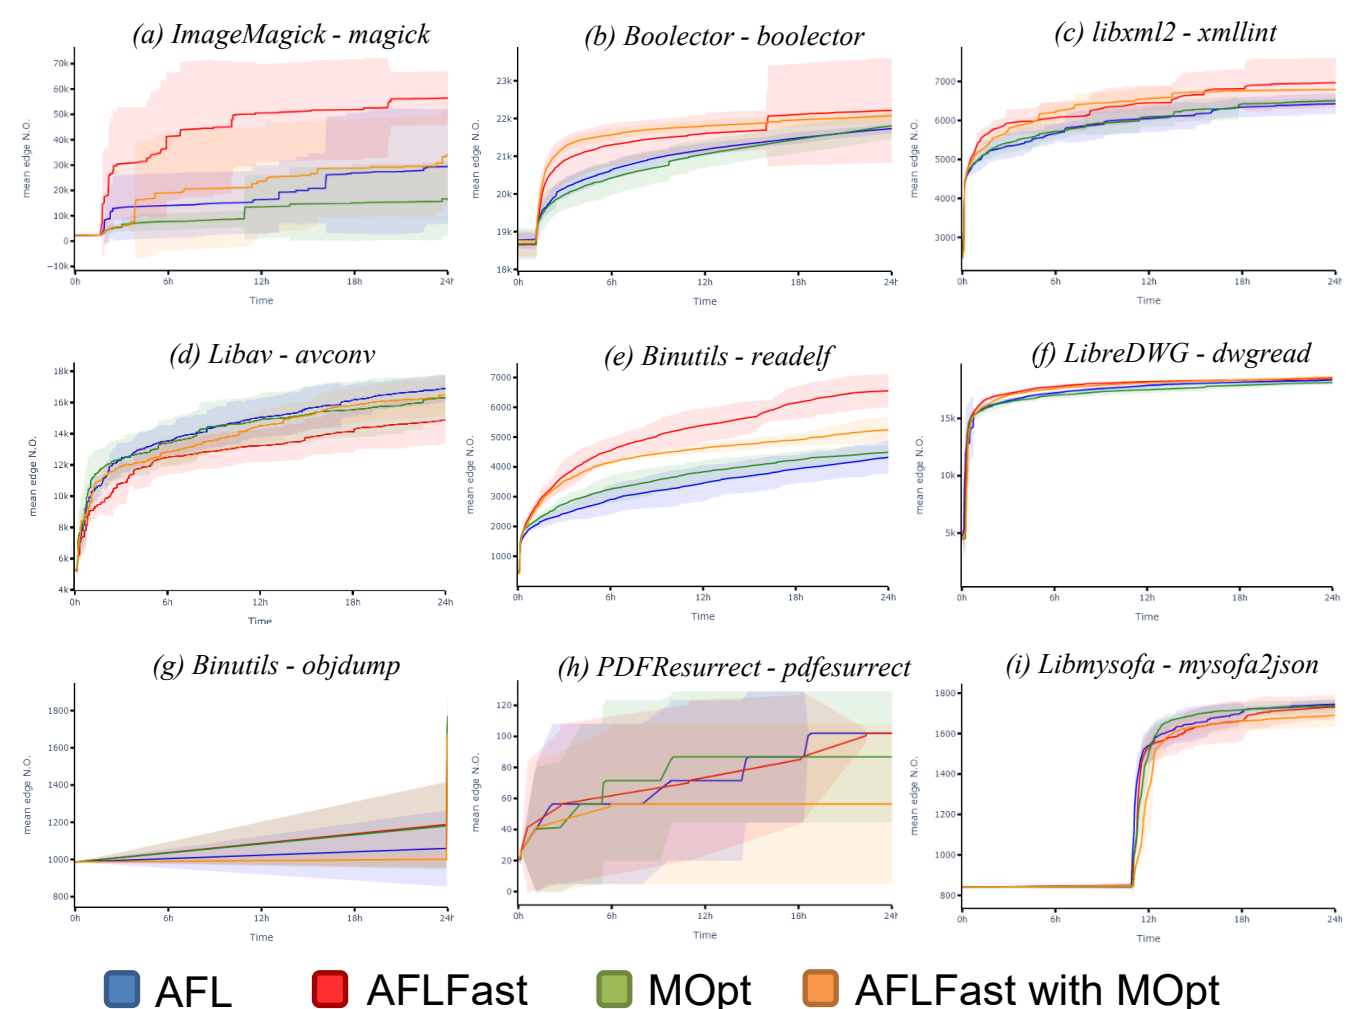 (a) ImageMagick - magick
(b) Boolector - boolector
(c) libxml2 - xmllint
mean edge N.O.
70k
60k
50k
40k
30k
20k
10k
0
−10k
0h 6h 12h 18h 24h
Time
mean edge N.O.
23k
22k
21k
20k
19k
18k
0h 6h 12h 18h 24h
Time
mean edge N.O.
7000
6000
5000
4000
3000
0h 6h 12h 18h 24h
Time
(d) Libav - avconv
(e) Binutils - readelf
(f) LibreDWG - dwgread
mean edge N.O.
18k
16k
14k
12k
10k
8k
6k
4k
0h 6h 12h 18h 24h
Time
mean edge N.O.
7000
6000
5000
4000
3000
2000
1000
0h 6h 12h 18h 24h
Time
mean edge N.O.
15k
10k
5k
0h 6h 12h 18h 24h
Time
(g) Binutils - objdump
(h) PDFResurrect - pdfesurrect
(i) Libmysofa - mysofa2json
mean edge N.O.
1800
1600
1400
1200
1000
800
0h 6h 12h 18h 24h
Time
mean edge N.O.
120
100
80
60
40
20
0
0h 6h 12h 18h 24h
Time
mean edge N.O.
1800
1600
1400
1200
1000
800
0h 6h 12h 18h 24h
Time
AFL AFLFast MOpt AFLFast with MOpt